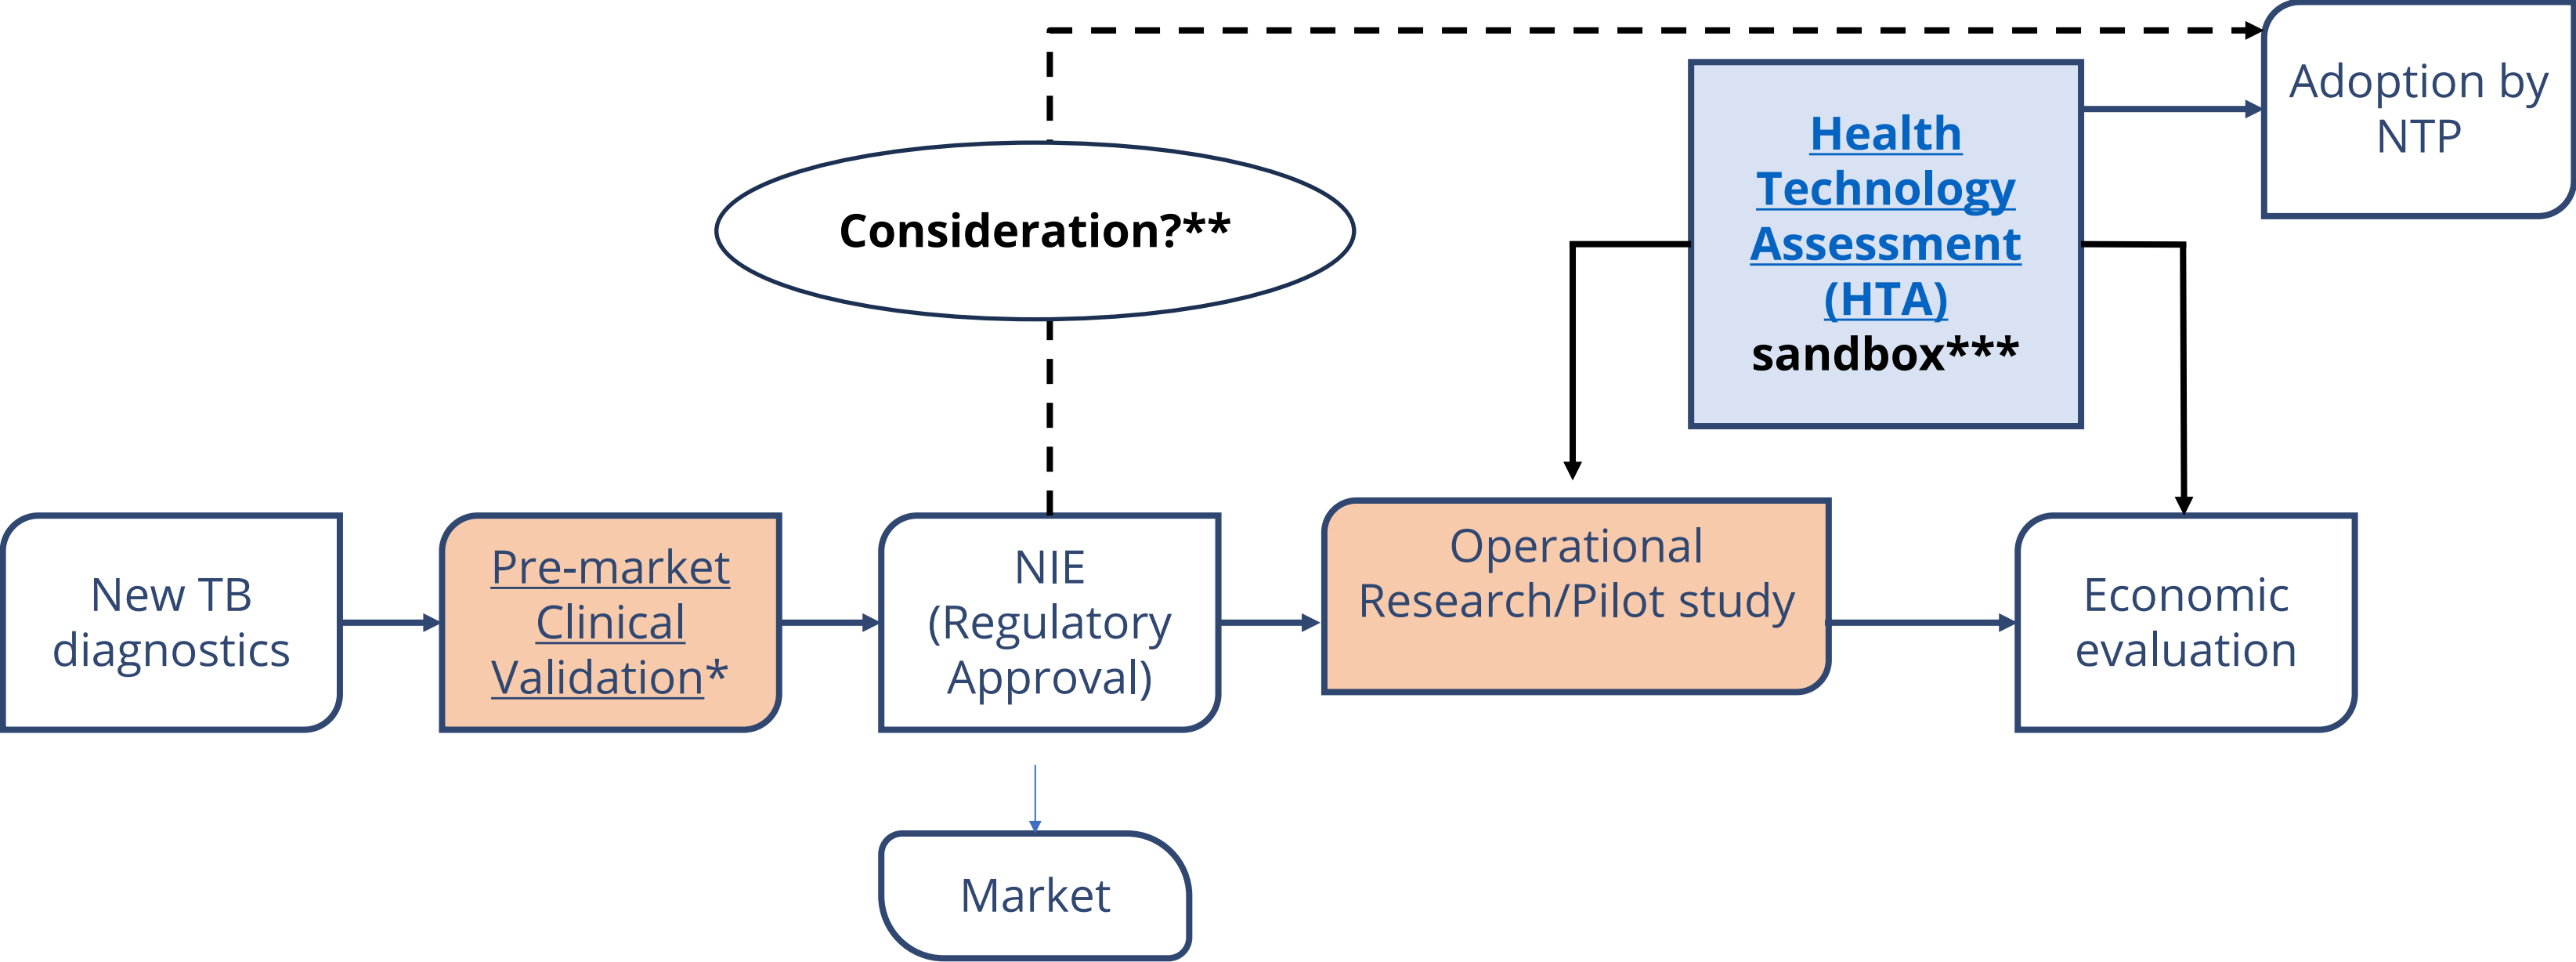 Adoption by
NTP
Health
Technology
Assessment
(HTA)
sandbox***
Consideration?**
New TB
diagnostics
Pre-market
Clinical
Validation*
NIE
(Regulatory
Approval)
Operational
Research/Pilot study
Economic
evaluation
Market